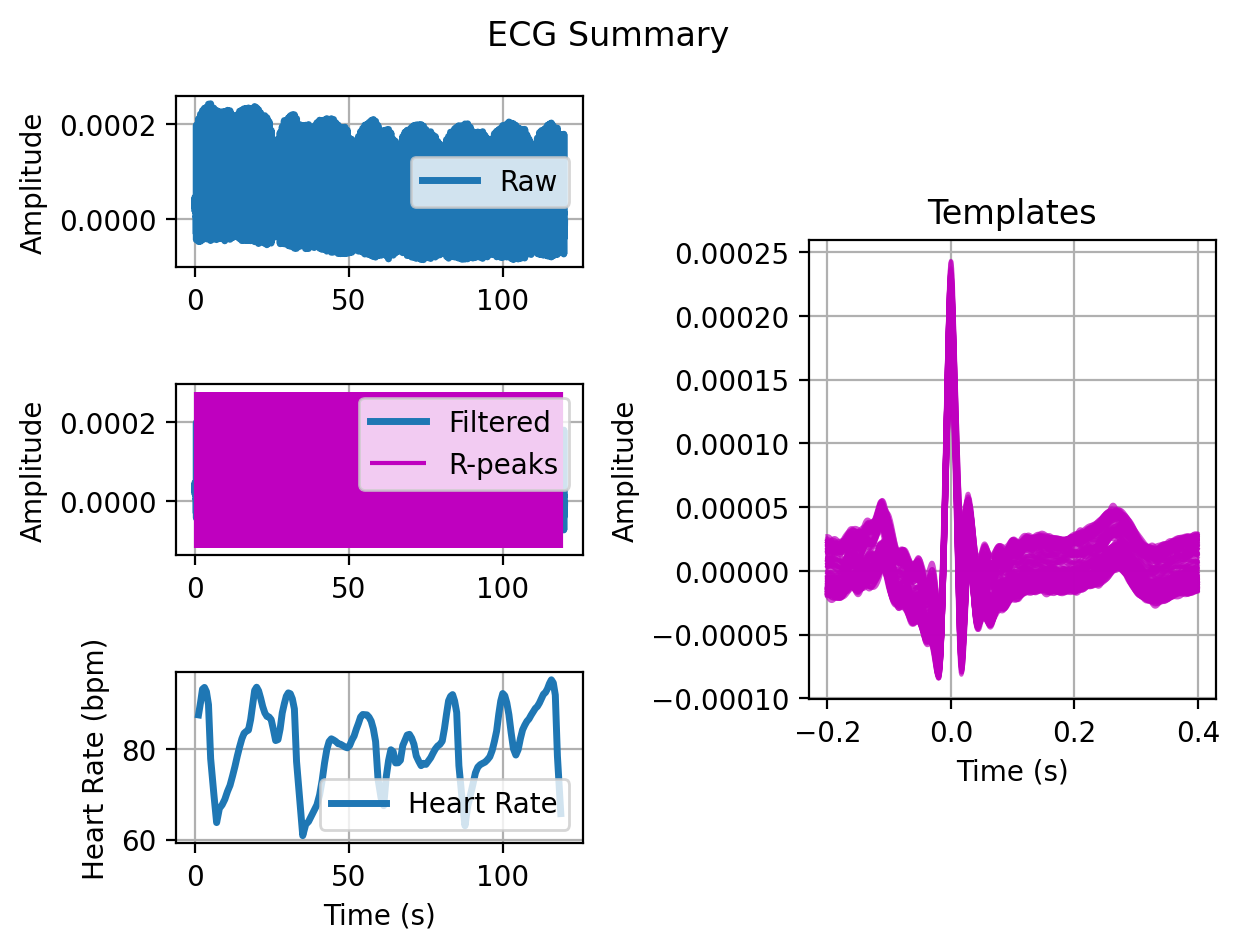 ECG Summary
Amplitude
0.0002
0.0000
Raw
0
50
100
Amplitude
0.0002
0.0000
Filtered
R-peaks
0
50
100
Heart Rate (bpm)
80
60
Heart Rate
0
50
100
Time (s)
Templates
Amplitude
0.00025
0.00020
0.00015
0.00010
0.00005
0.00000
−0.00005
−0.00010
−0.2
0.0
0.2
0.4
Time (s)